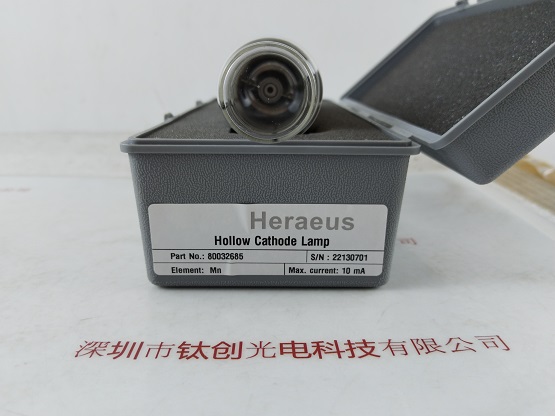 Heraeus
Hollow Cathode Lamp
Part No.: 80032685
S/N : 22130701
Element: Mn
Max. current: 10 mA
深圳市钛创光电科技有限公司